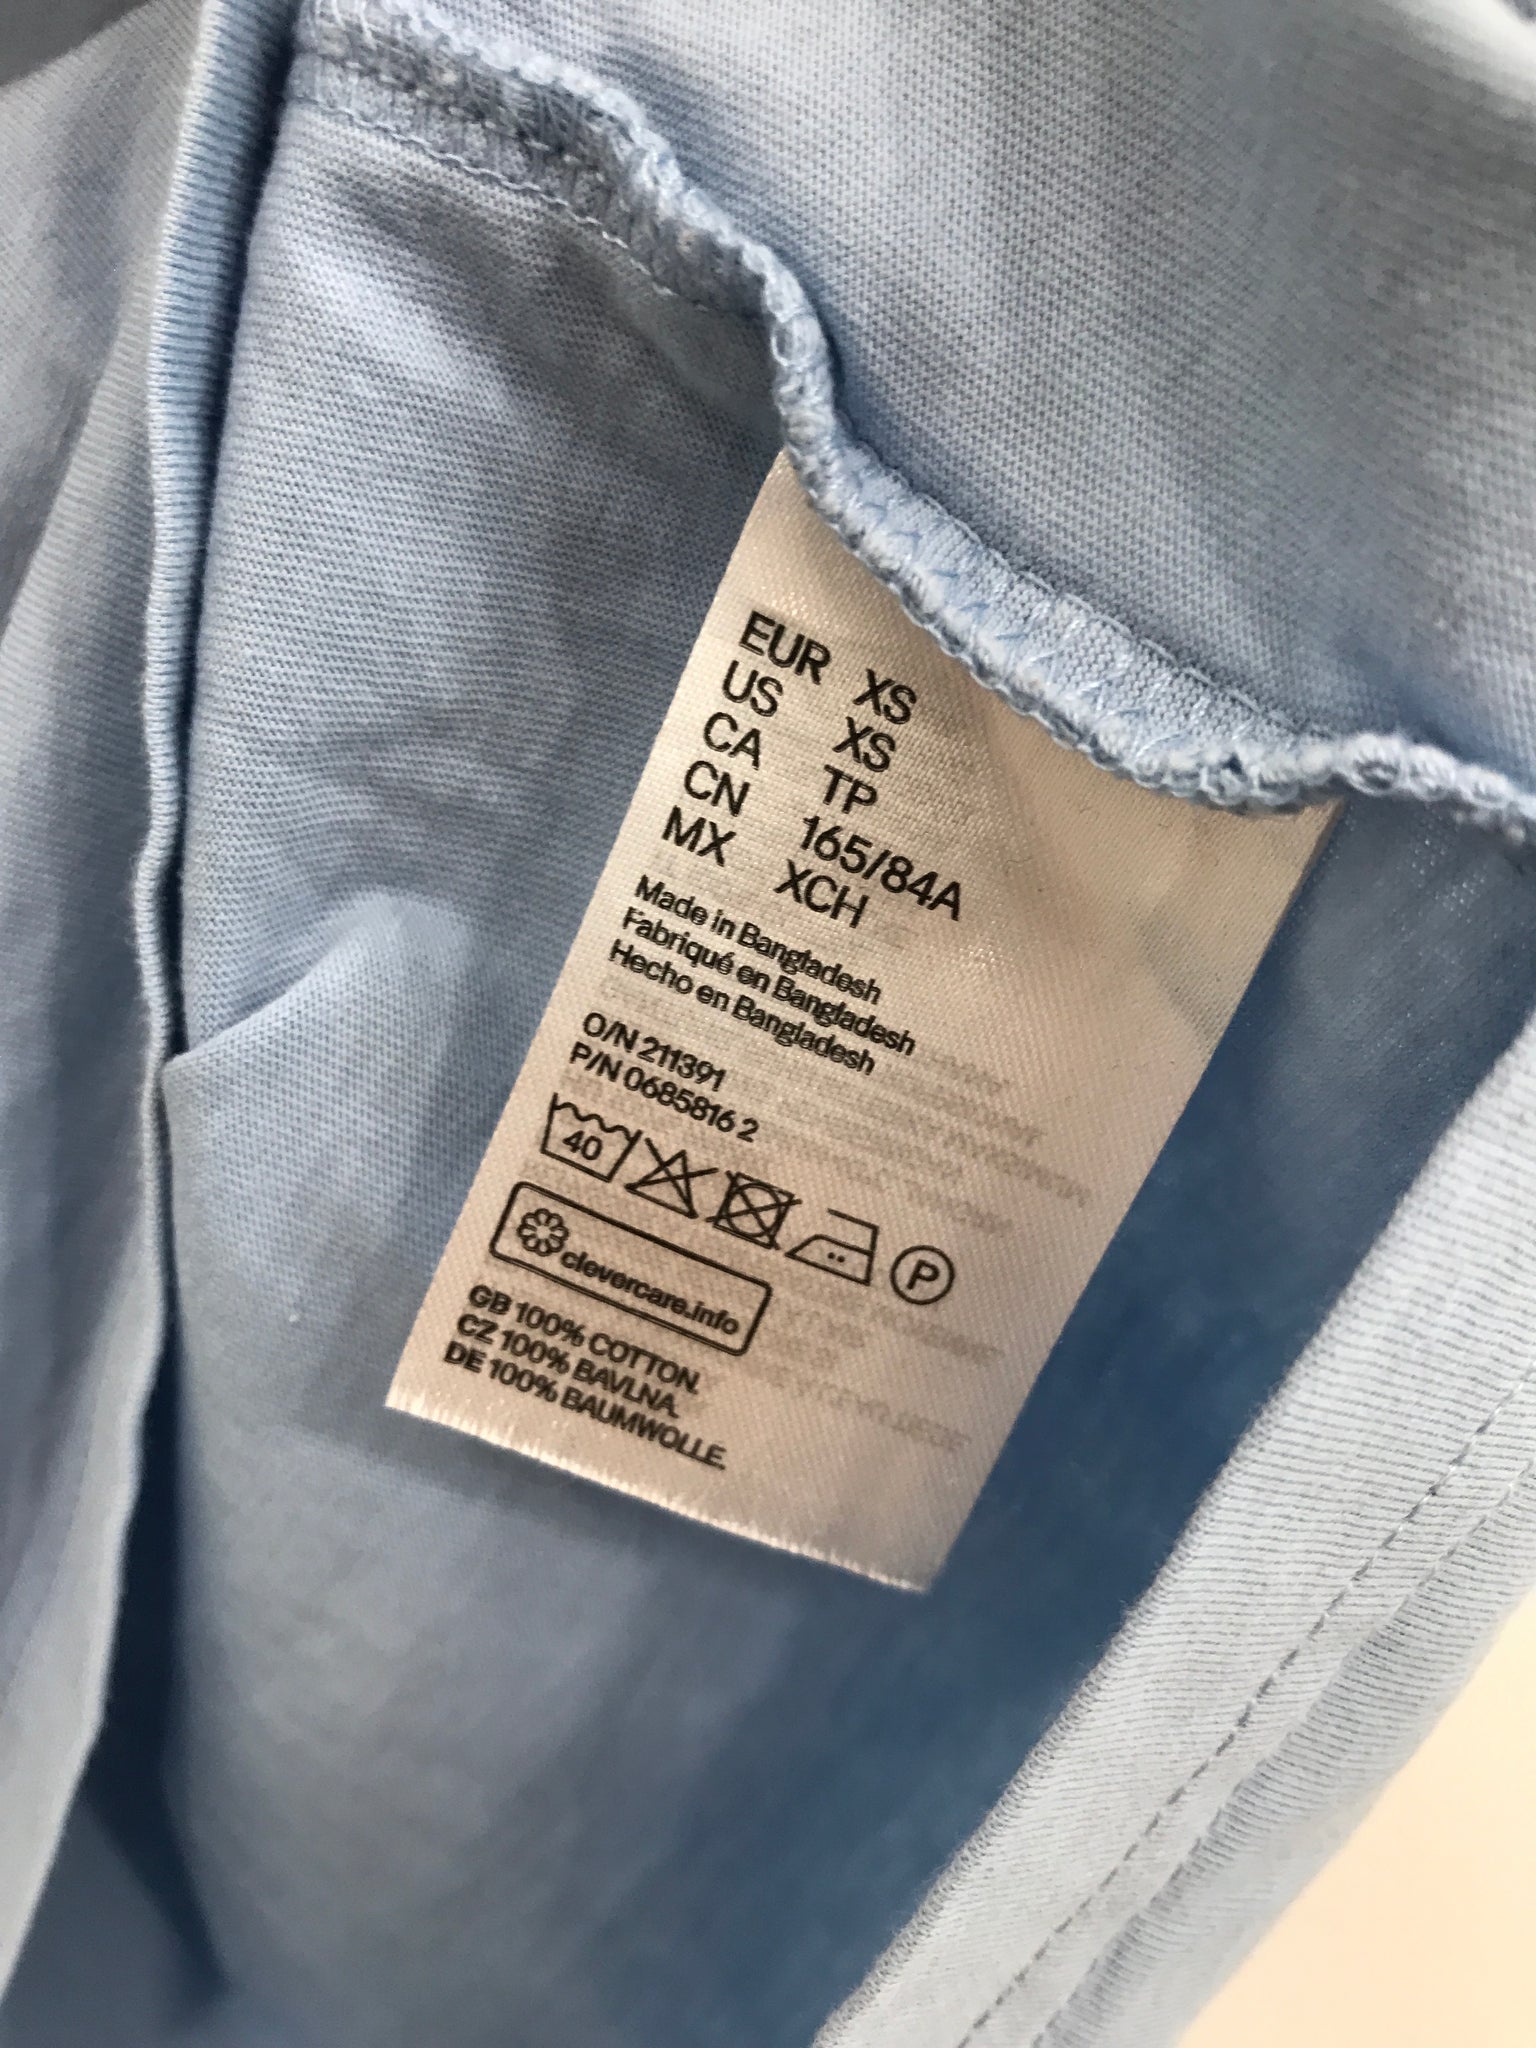 EUR XS
US XS
CA TP
CN 165/84A
MX XCH
Made in Bangladesh
Fabriqué en Bangladesh
Hecho en Bangladesh
O/N 211391
P/N 0685816 2
40
P
clevercare.info
GB 100% COTTON.
CZ 100% BAVLNA.
DE 100% BAUMWOLLE.